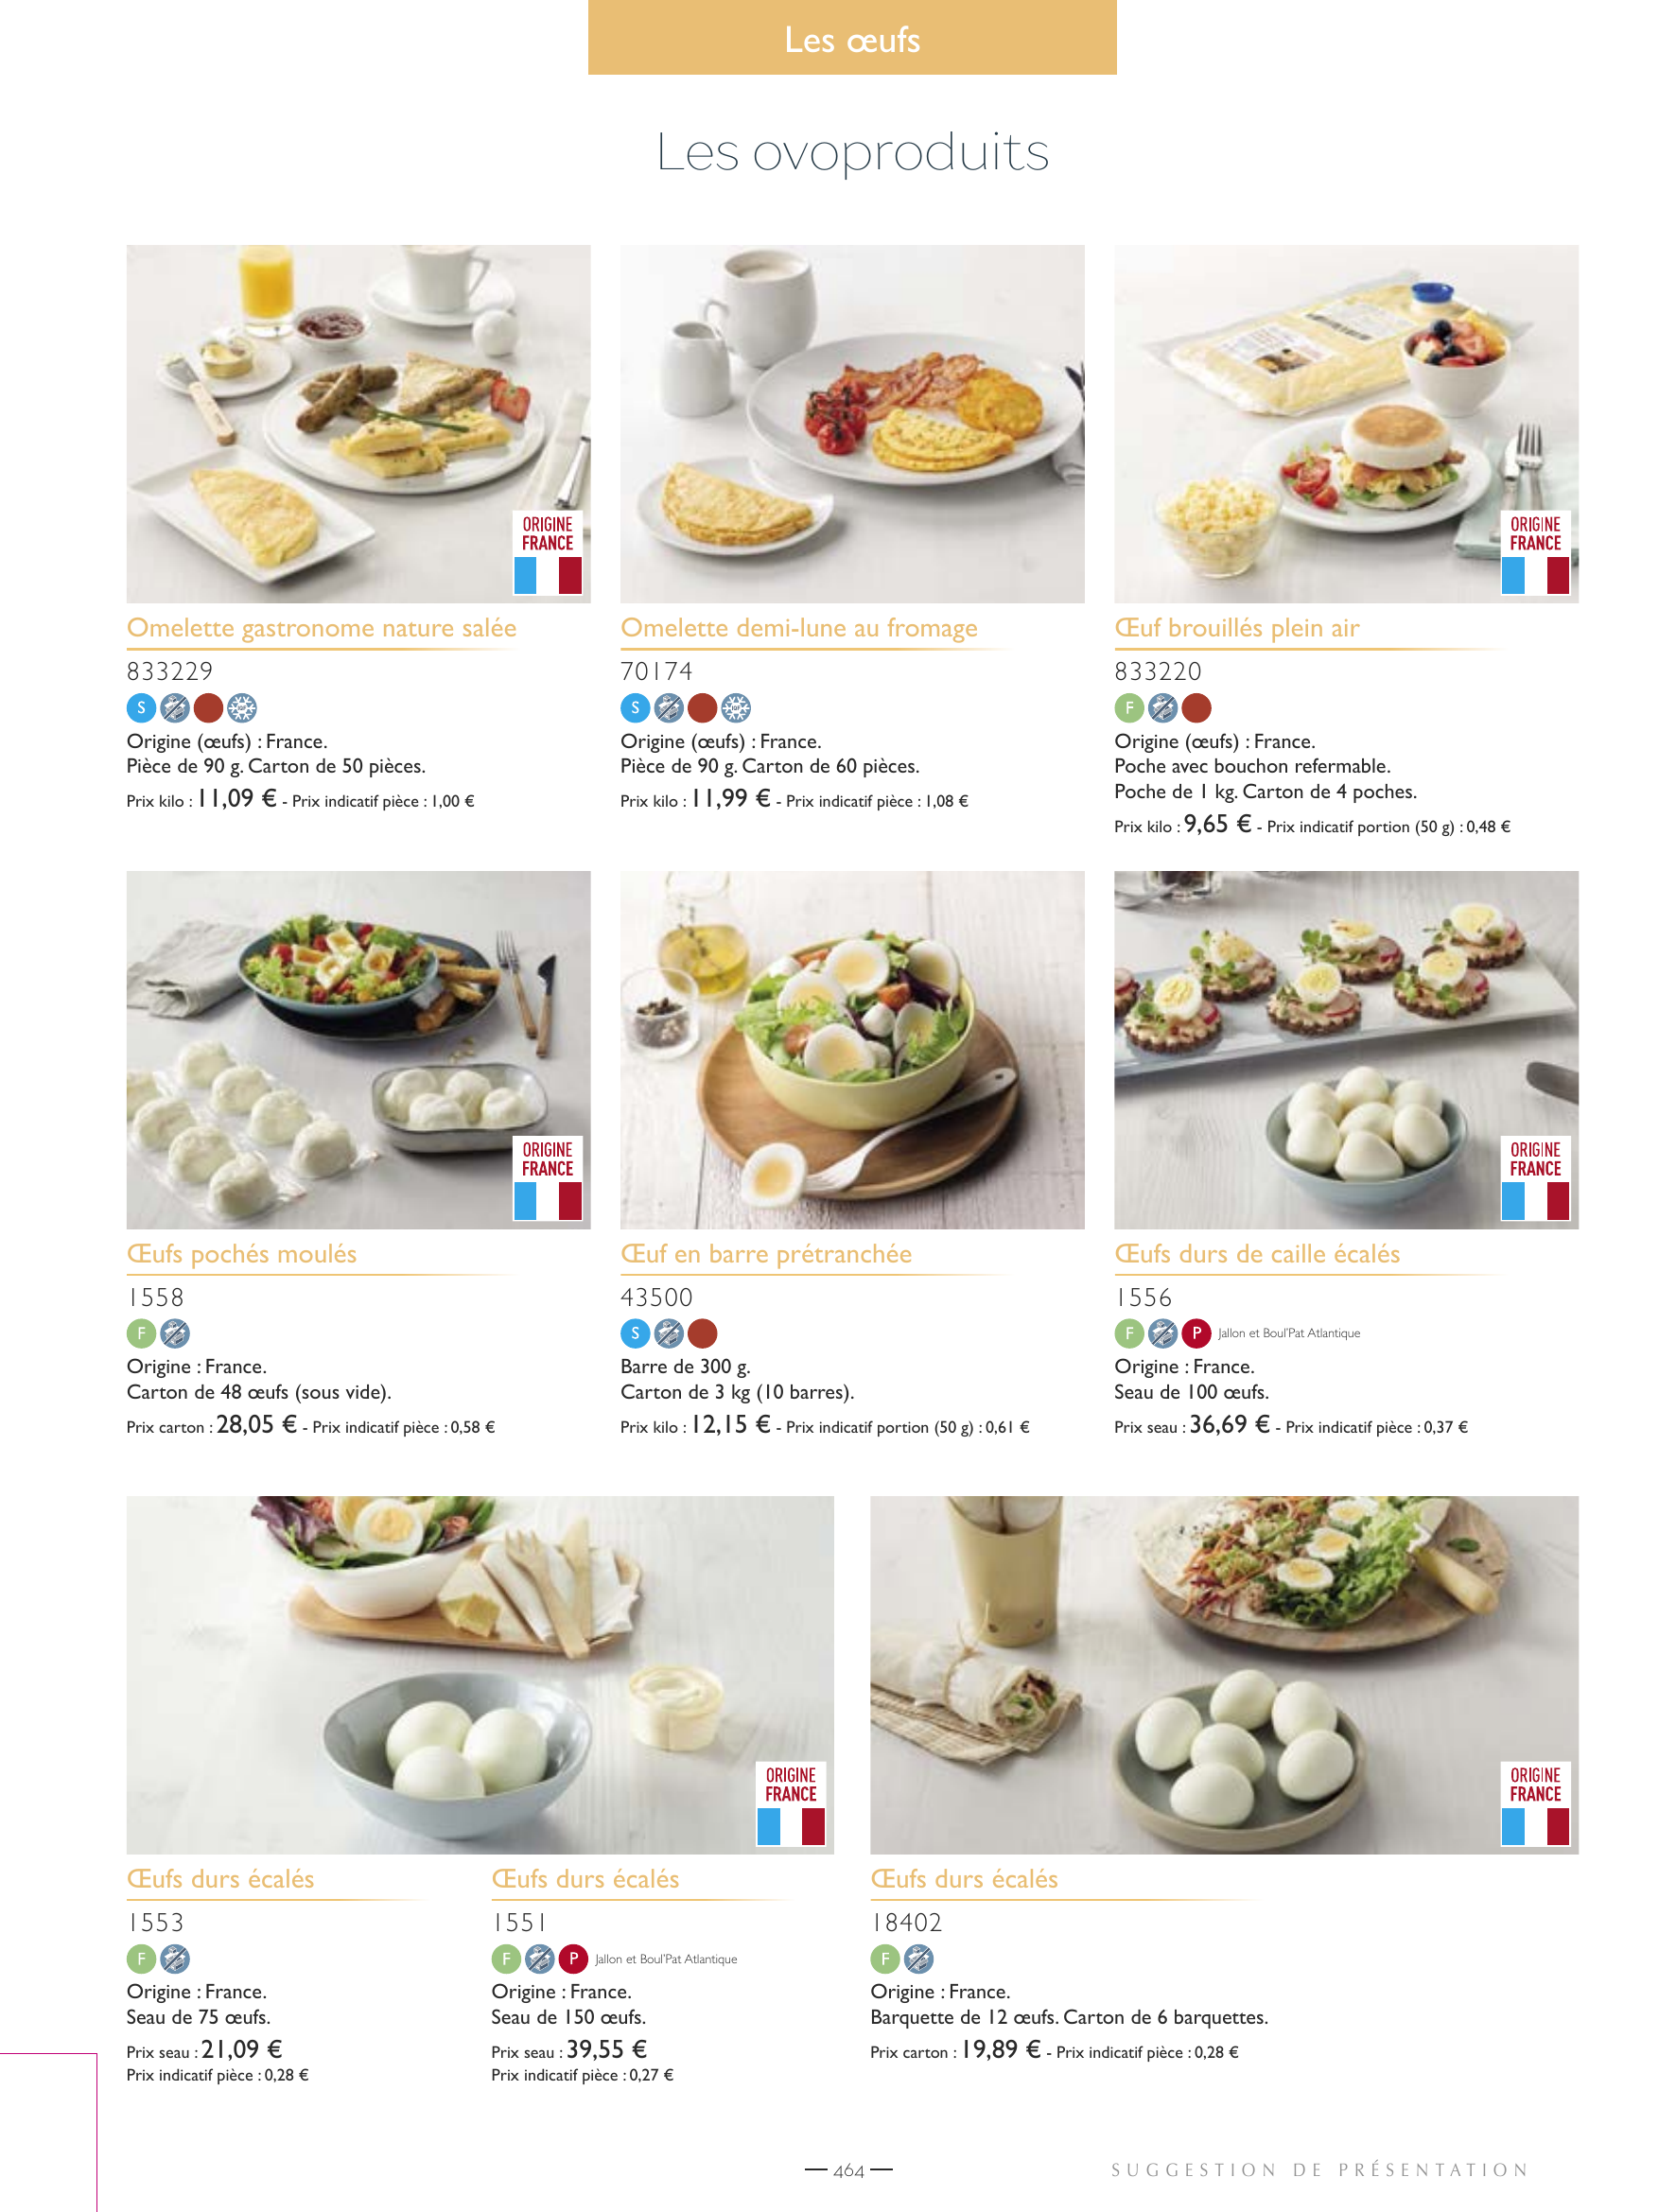 Les œufs
Les ovoproduits
ORIGINE
FRANCE
Omelette gastronome nature salée
833229
S
Origine (œufs) : France.
Pièce de 90 g. Carton de 50 pièces.
Prix kilo : 11,09 € - Prix indicatif pièce : 1,00 €
Omelette demi-lune au fromage
70174
S
Origine (œufs) : France.
Pièce de 90 g. Carton de 60 pièces.
Prix kilo : 11,99 € - Prix indicatif pièce : 1,08 €
ORIGINE
FRANCE
Œuf brouillés plein air
833220
F
Origine (œufs) : France.
Poche avec bouchon refermable.
Poche de 1 kg. Carton de 4 poches.
Prix kilo : 9,65 € - Prix indicatif portion (50 g) : 0,48 €
ORIGINE
FRANCE
Œufs pochés moulés
1558
F
Origine : France.
Carton de 48 œufs (sous vide).
Prix carton : 28,05 € - Prix indicatif pièce : 0,58 €
Œuf en barre prétranchée
43500
S
Barre de 300 g.
Carton de 3 kg (10 barres).
Prix kilo : 12,15 € - Prix indicatif portion (50 g) : 0,61 €
ORIGINE
FRANCE
Œufs durs de caille écalés
1556
F P Jallon et Boul'Pat Atlantique
Origine : France.
Seau de 100 œufs.
Prix seau : 36,69 € - Prix indicatif pièce : 0,37 €
ORIGINE
FRANCE
Œufs durs écalés
1553
F
Origine : France.
Seau de 75 œufs.
Prix seau : 21,09 €
Prix indicatif pièce : 0,28 €
Œufs durs écalés
1551
F P Jallon et Boul'Pat Atlantique
Origine : France.
Seau de 150 œufs.
Prix seau : 39,55 €
Prix indicatif pièce : 0,27 €
ORIGINE
FRANCE
Œufs durs écalés
18402
F
Origine : France.
Barquette de 12 œufs. Carton de 6 barquettes.
Prix carton : 19,89 € - Prix indicatif pièce : 0,28 €
464
SUGGESTION DE PRÉSENTATION